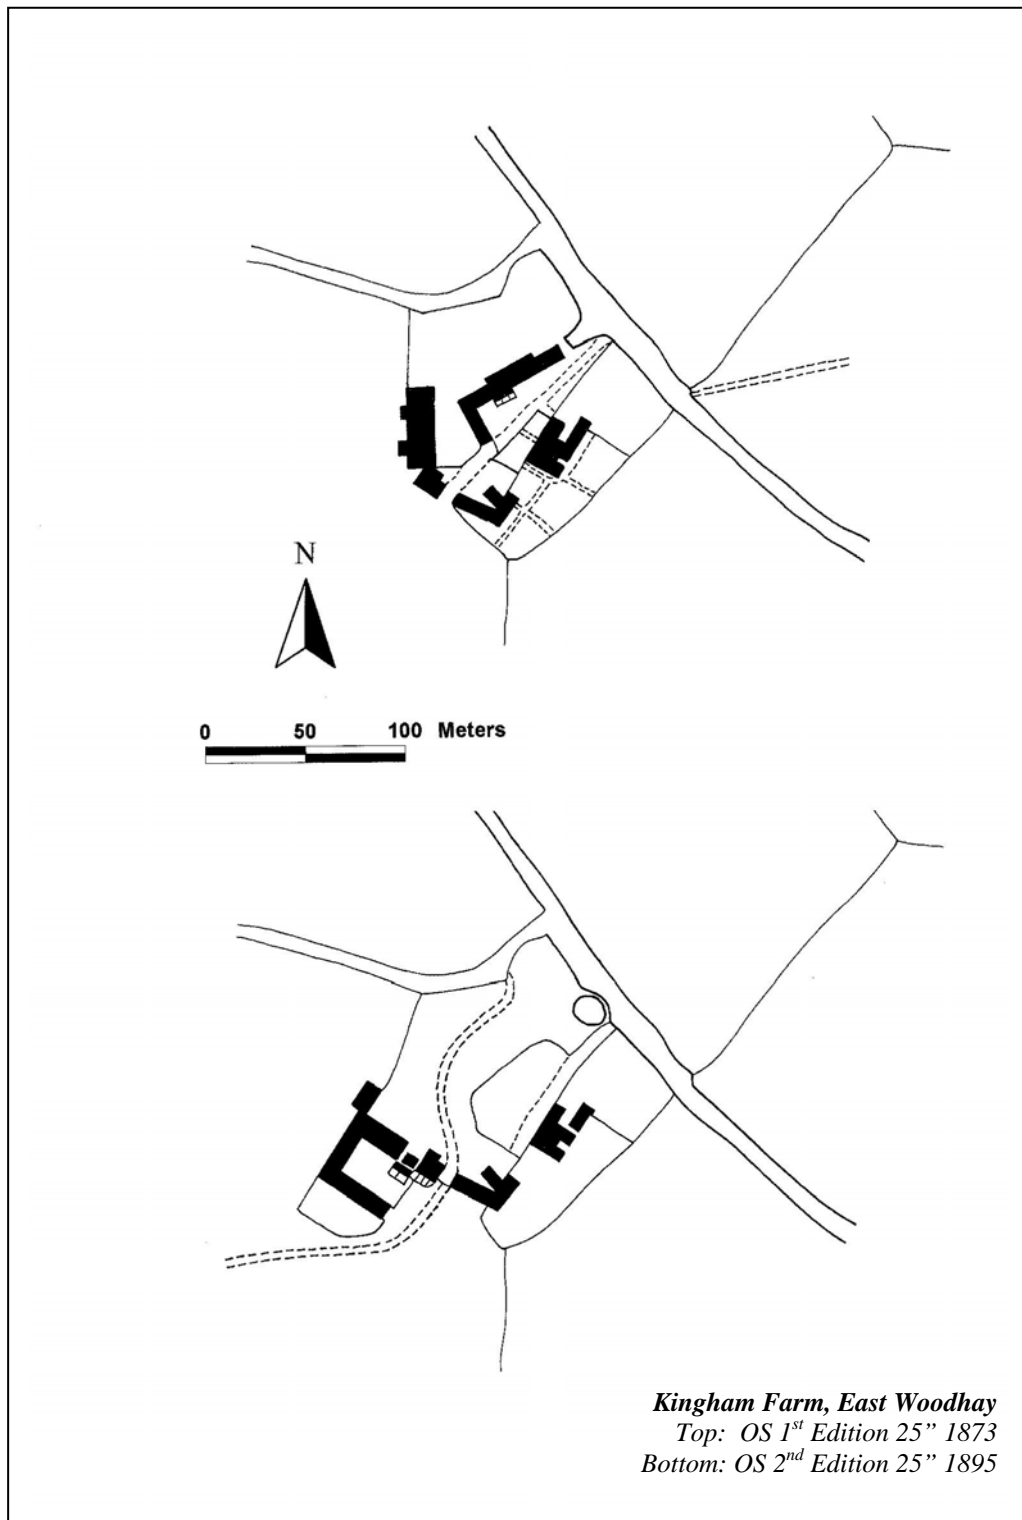 N
0 50 100 Meters
Kingham Farm, East Woodhay
Top: OS 1st Edition 25” 1873
Bottom: OS 2nd Edition 25” 1895